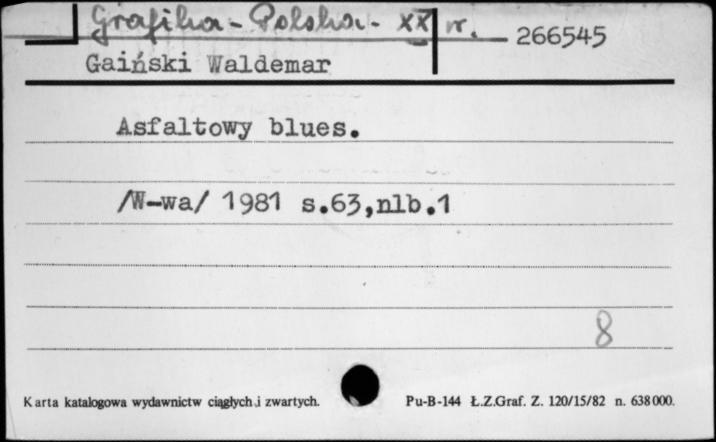 Grafika - Polska - XX w.
266545
Gaiński Waldemar
Asfaltowy blues.
/W-wa/ 1981 s.63,nlb.1
8
Karta katalogowa wydawnictw ciągłych i zwartych.
Pu-B-144 Ł.Z.Graf. Z. 120/15/82 n. 638000.